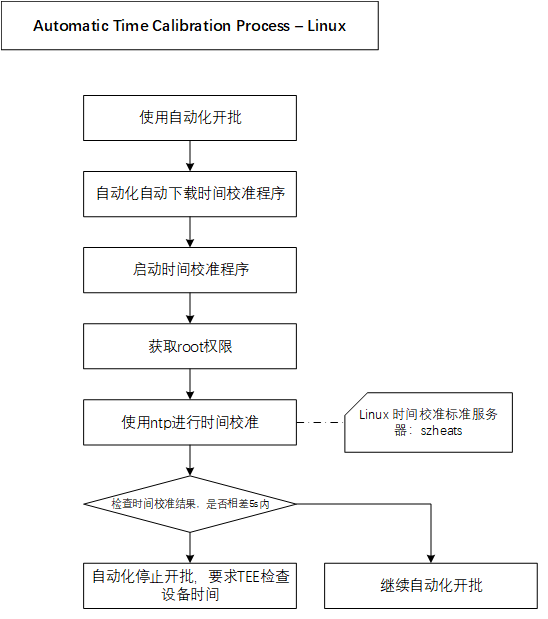 Automatic Time Calibration Process – Linux
使用自动化开批
自动化自动下载时间校准程序
启动时间校准程序
获取root权限
使用ntp进行时间校准
Linux 时间校准标准服务
器：szheats
检查时间校准结果，是否相差5s内
自动化停止开批，要求TEE检查
设备时间
继续自动化开批